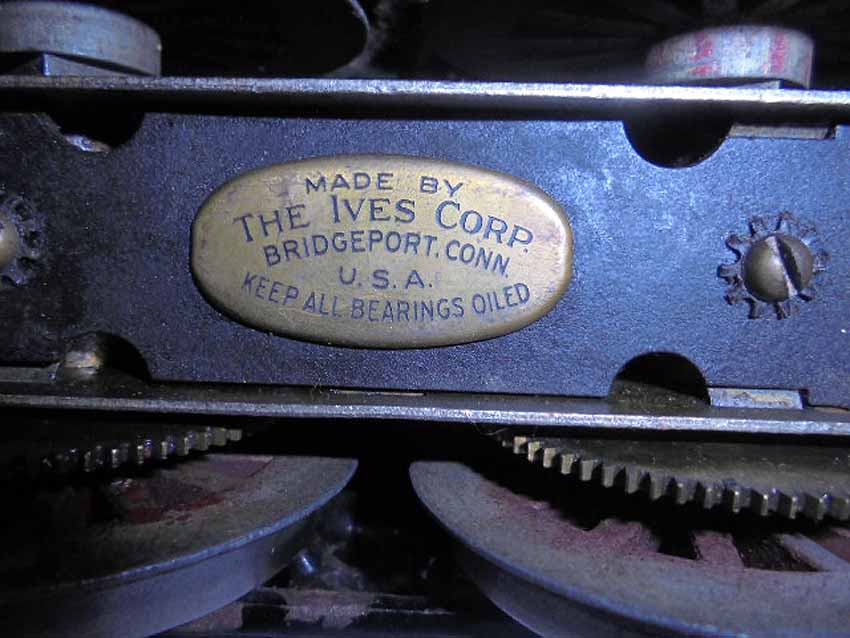 MADE BY
THE IVES CORP.
BRIDGEPORT, CONN.
U.S.A.
KEEP ALL BEARINGS OILED